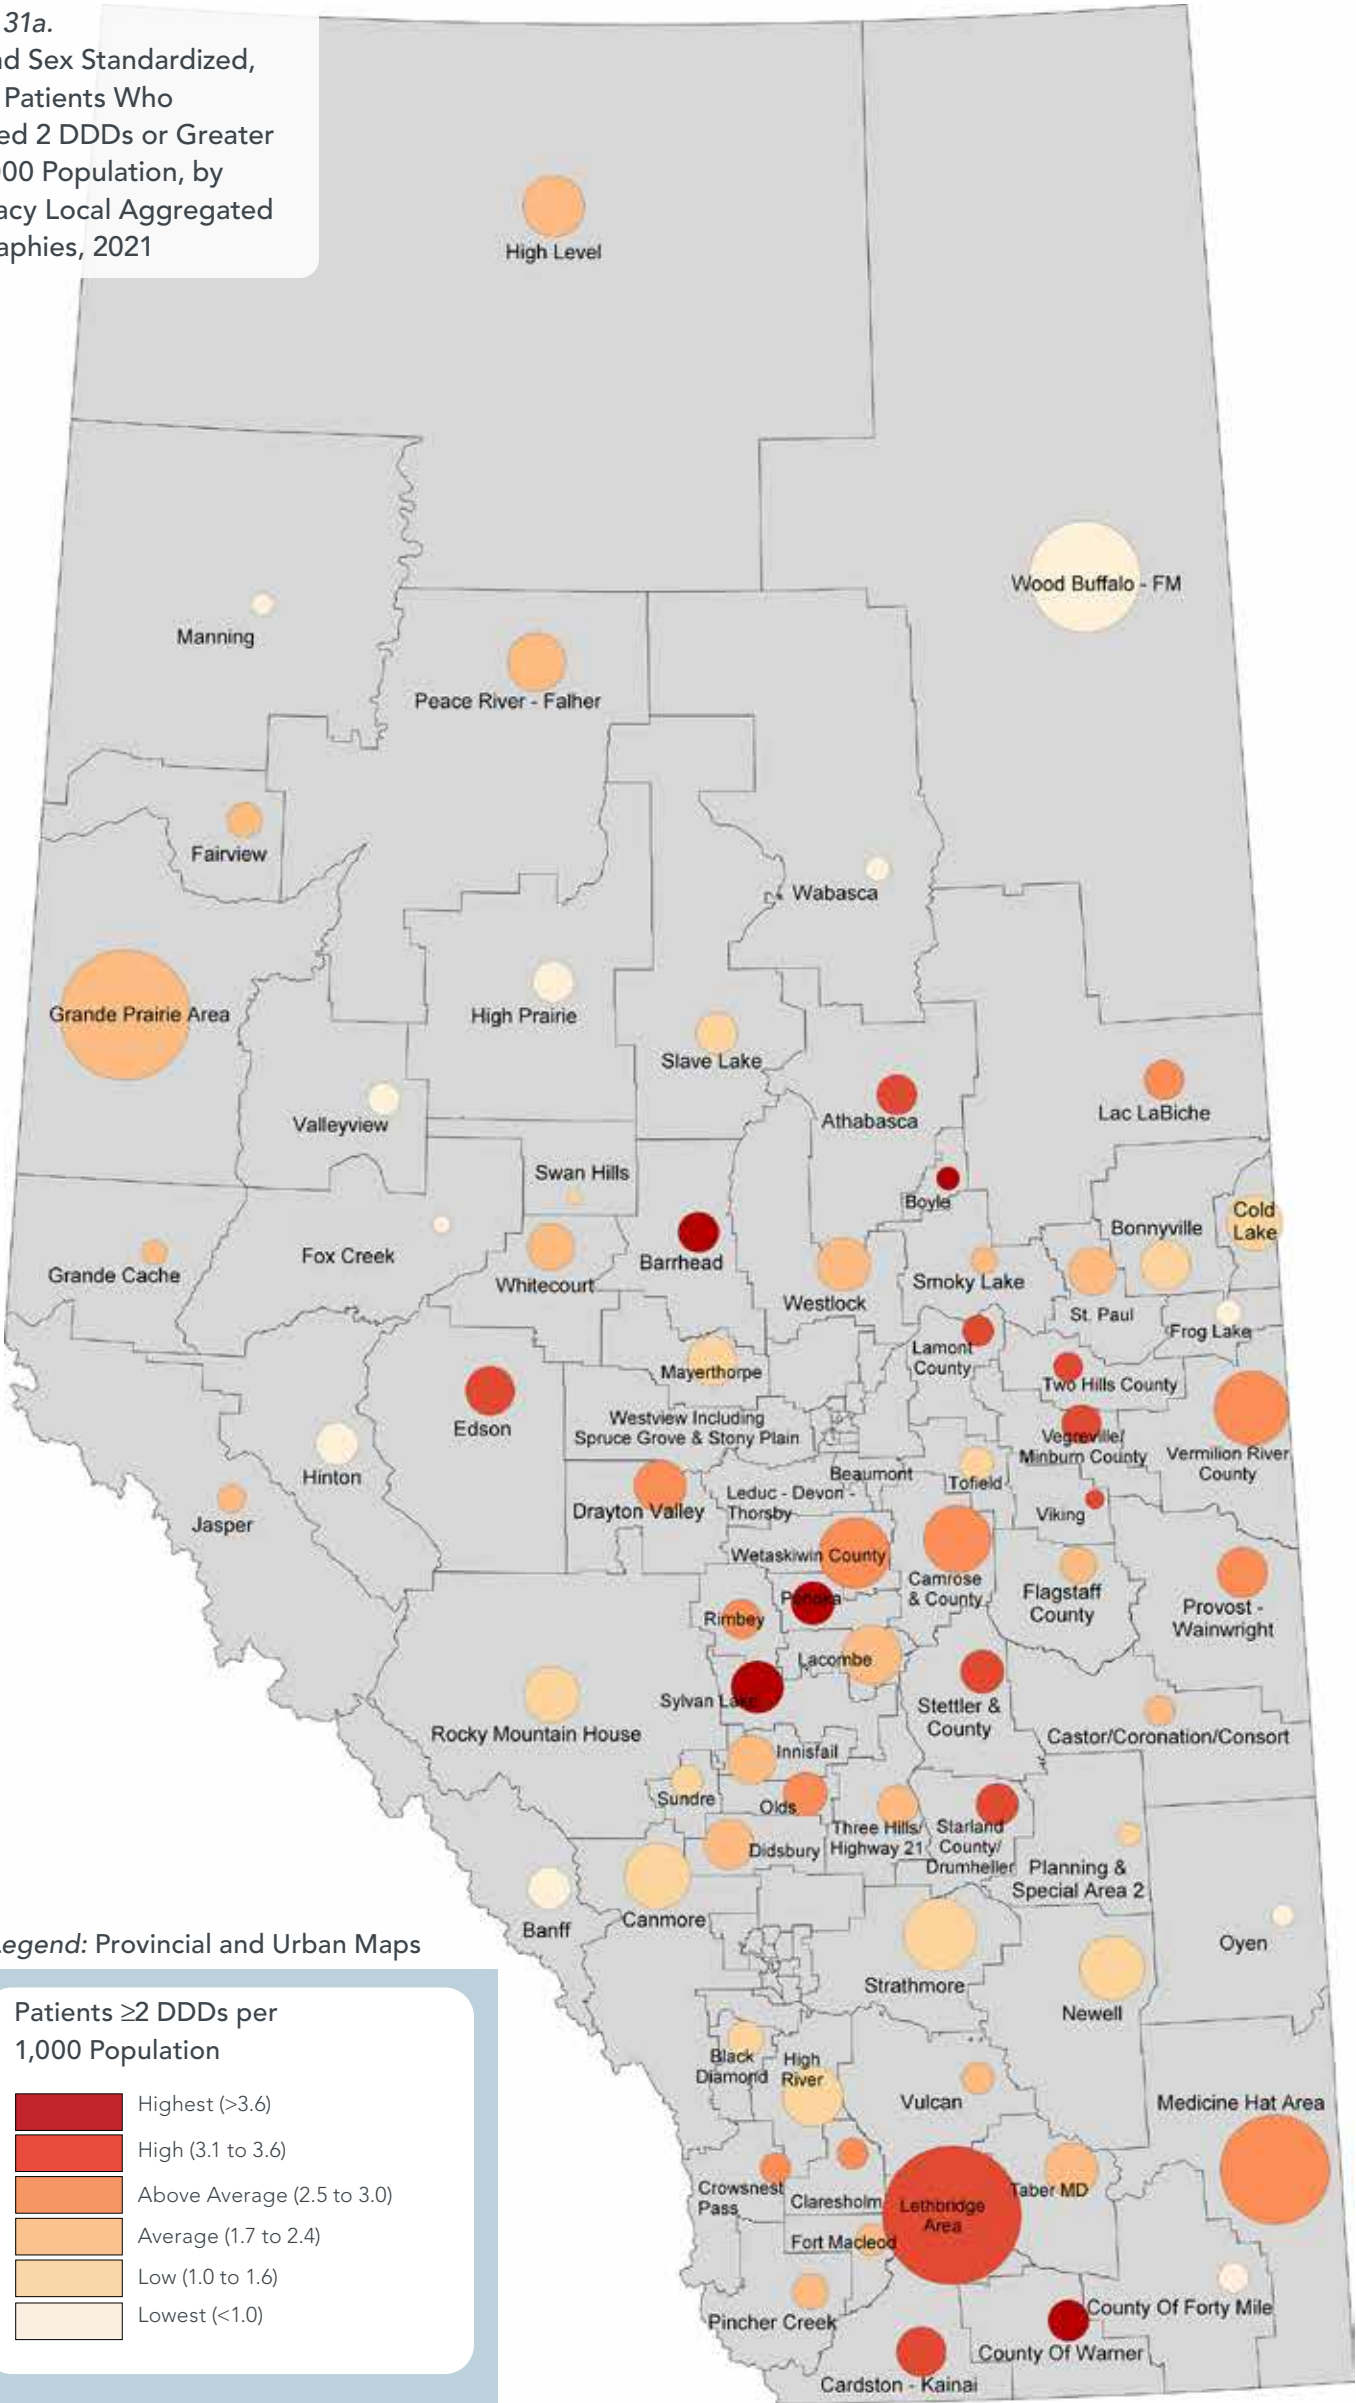 31a.
nd Sex Standardized,
Patients Who
ed 2 DDDs or Greater
000 Population, by
acy Local Aggregated
aphies, 2021
High Level
Wood Buffalo - FM
Manning
Peace River - Falher
Fairview
Wabasca
Grande Prairie Area
High Prairie
Slave Lake
Valleyview
Athabasca
Lac LaBiche
Swan Hills
Boyle
Cold
Lake
Bonnyville
Grande Cache
Fox Creek
Whitecourt
Barrhead
Westlock
Smoky Lake
St. Paul
Frog Lake
Lamont
County
Mayerthorpe
Two Hills County
Edson
Westview Including
Spruce Grove & Stony Plain
Vegreville/
Minburn County
Vermilion River
County
Hinton
Beaumont
Tofield
Jasper
Drayton Valley
Leduc - Devon -
Thorsby
Viking
Wetaskiwin County
Camrose
& County
Flagstaff
County
Provost -
Wainwright
Ponoka
Rimbey
Lacombe
Sylvan Lake
Stettler &
County
Rocky Mountain House
Castor/Coronation/Consort
Innisfail
Sundre
Olds
Three Hills/
Highway 21
Starland
County/
Drumheller
Didsbury
Planning &
Special Area 2
Banff
Canmore
Oyen
Strathmore
Newell
Black
Diamond
High
River
Vulcan
Medicine Hat Area
Crowsnest
Pass
Claresholm
Lethbridge
Area
Taber MD
Fort Macleod
Pincher Creek
County Of Forty Mile
County Of Warner
Cardston - Kainai
Legend: Provincial and Urban Maps
Patients ≥2 DDDs per
1,000 Population
Highest (>3.6)
High (3.1 to 3.6)
Above Average (2.5 to 3.0)
Average (1.7 to 2.4)
Low (1.0 to 1.6)
Lowest (<1.0)